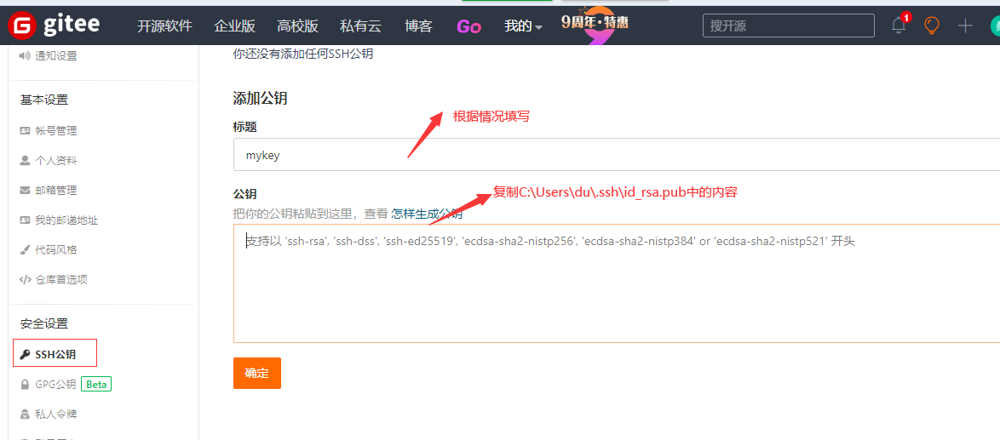 gitee
开源软件 企业版 高校版 私有云 博客 Go 我的 9周年·特惠 搜开源 1
通知设置
你还没有添加任何SSH公钥
基本设置
帐号管理
个人资料
邮箱管理
我的邮递地址
代码风格
仓库首选项
安全设置
SSH公钥
GPG公钥 Beta
私人令牌
添加公钥
根据情况填写
标题
mykey
复制C:\Users\du\.ssh\id_rsa.pub中的内容
公钥
把你的公钥粘贴到这里，查看 怎样生成公钥
支持以 'ssh-rsa', 'ssh-dss', 'ssh-ed25519', 'ecdsa-sha2-nistp256', 'ecdsa-sha2-nistp384' or 'ecdsa-sha2-nistp521' 开头
确定